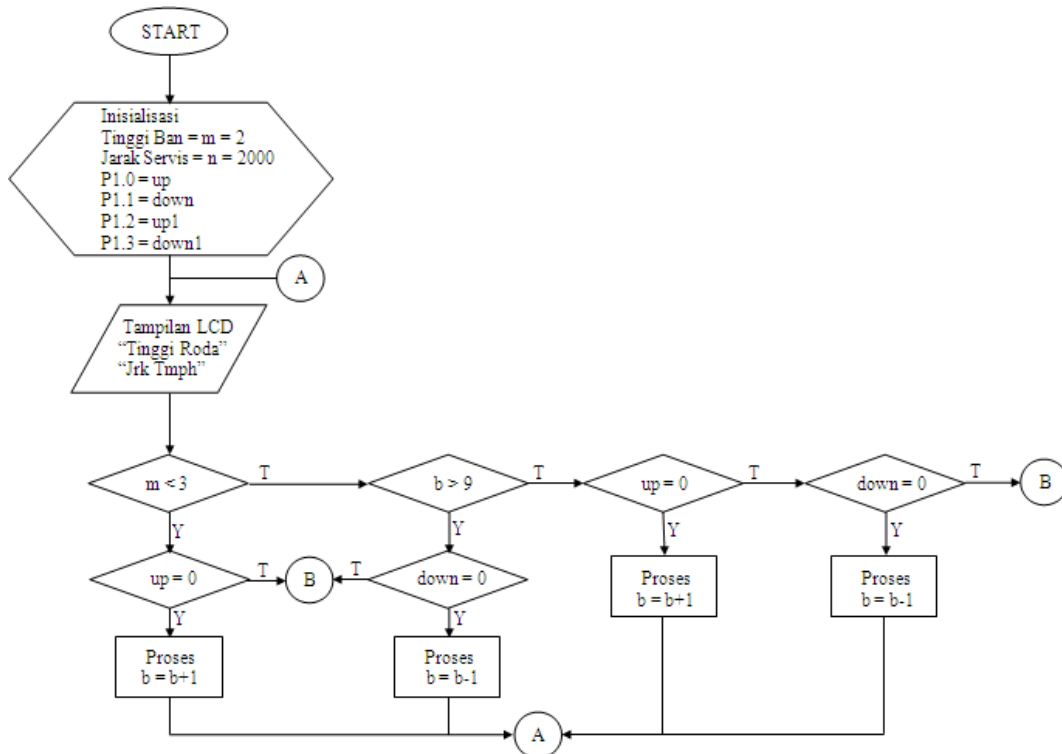 START
Inisialisasi
Tinggi Ban = m = 2
Jarak Servis = n = 2000
P1.0 = up
P1.1 = down
P1.2 = up1
P1.3 = down1
A
Tampilan LCD
“Tinggi Roda”
“Jrk Tmph”
m < 3
T
b > 9
T
up = 0
T
down = 0
T
B
Y
Y
Y
Y
up = 0
T
B
T
down = 0
Proses
b = b+1
Proses
b = b-1
Y
Y
Proses
b = b+1
Proses
b = b-1
A